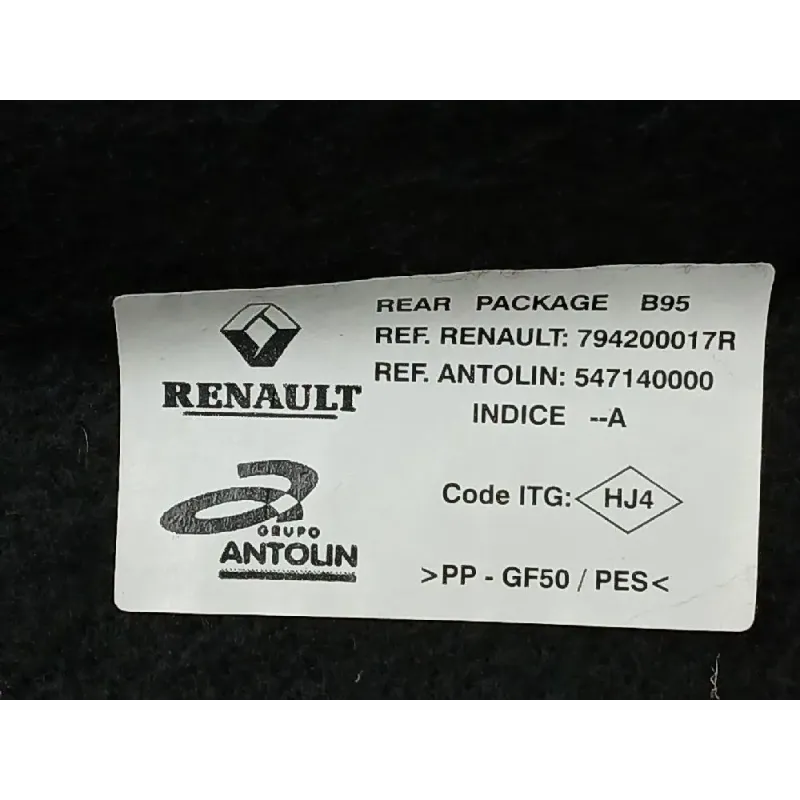 RENAULT
REAR PACKAGE B95
REF. RENAULT: 794200017R
REF. ANTOLIN: 547140000
INDICE --A
GRUPO
ANTOLIN
Code ITG: HJ4
>PP - GF50 / PES<